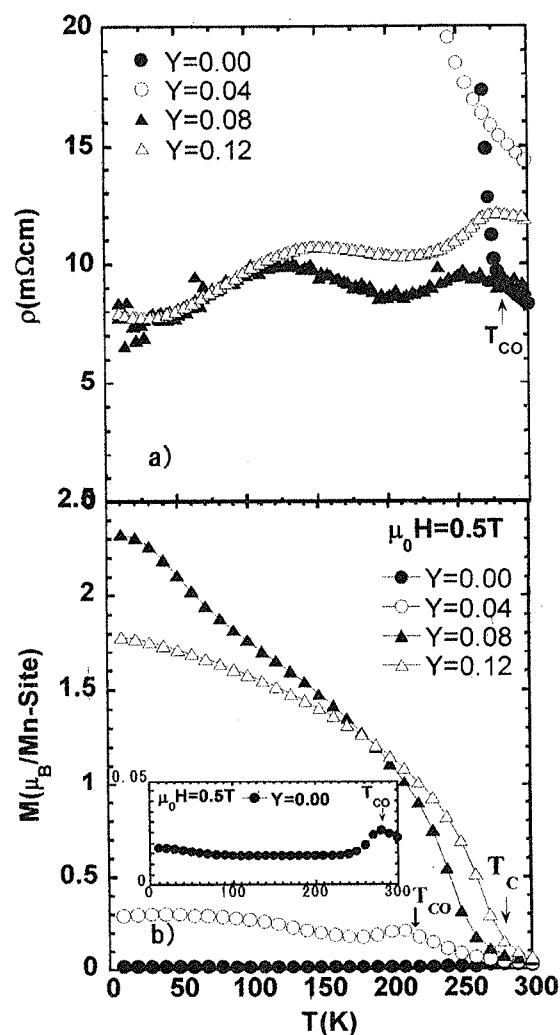 20
15
10
5
ρ(mΩcm)
Y=0.00
Y=0.04
Y=0.08
Y=0.12
T_CO
a)
2.5
2
1.5
1
0.5
0
M(μ_B/Mn-Site)
μ₀H=0.5T
Y=0.00
Y=0.04
Y=0.08
Y=0.12
0.05
μ₀H=0.5T Y=0.00
T_CO
0 100 200 300
T_CO
T_C
b)
0 50 100 150 200 250 300
T(K)